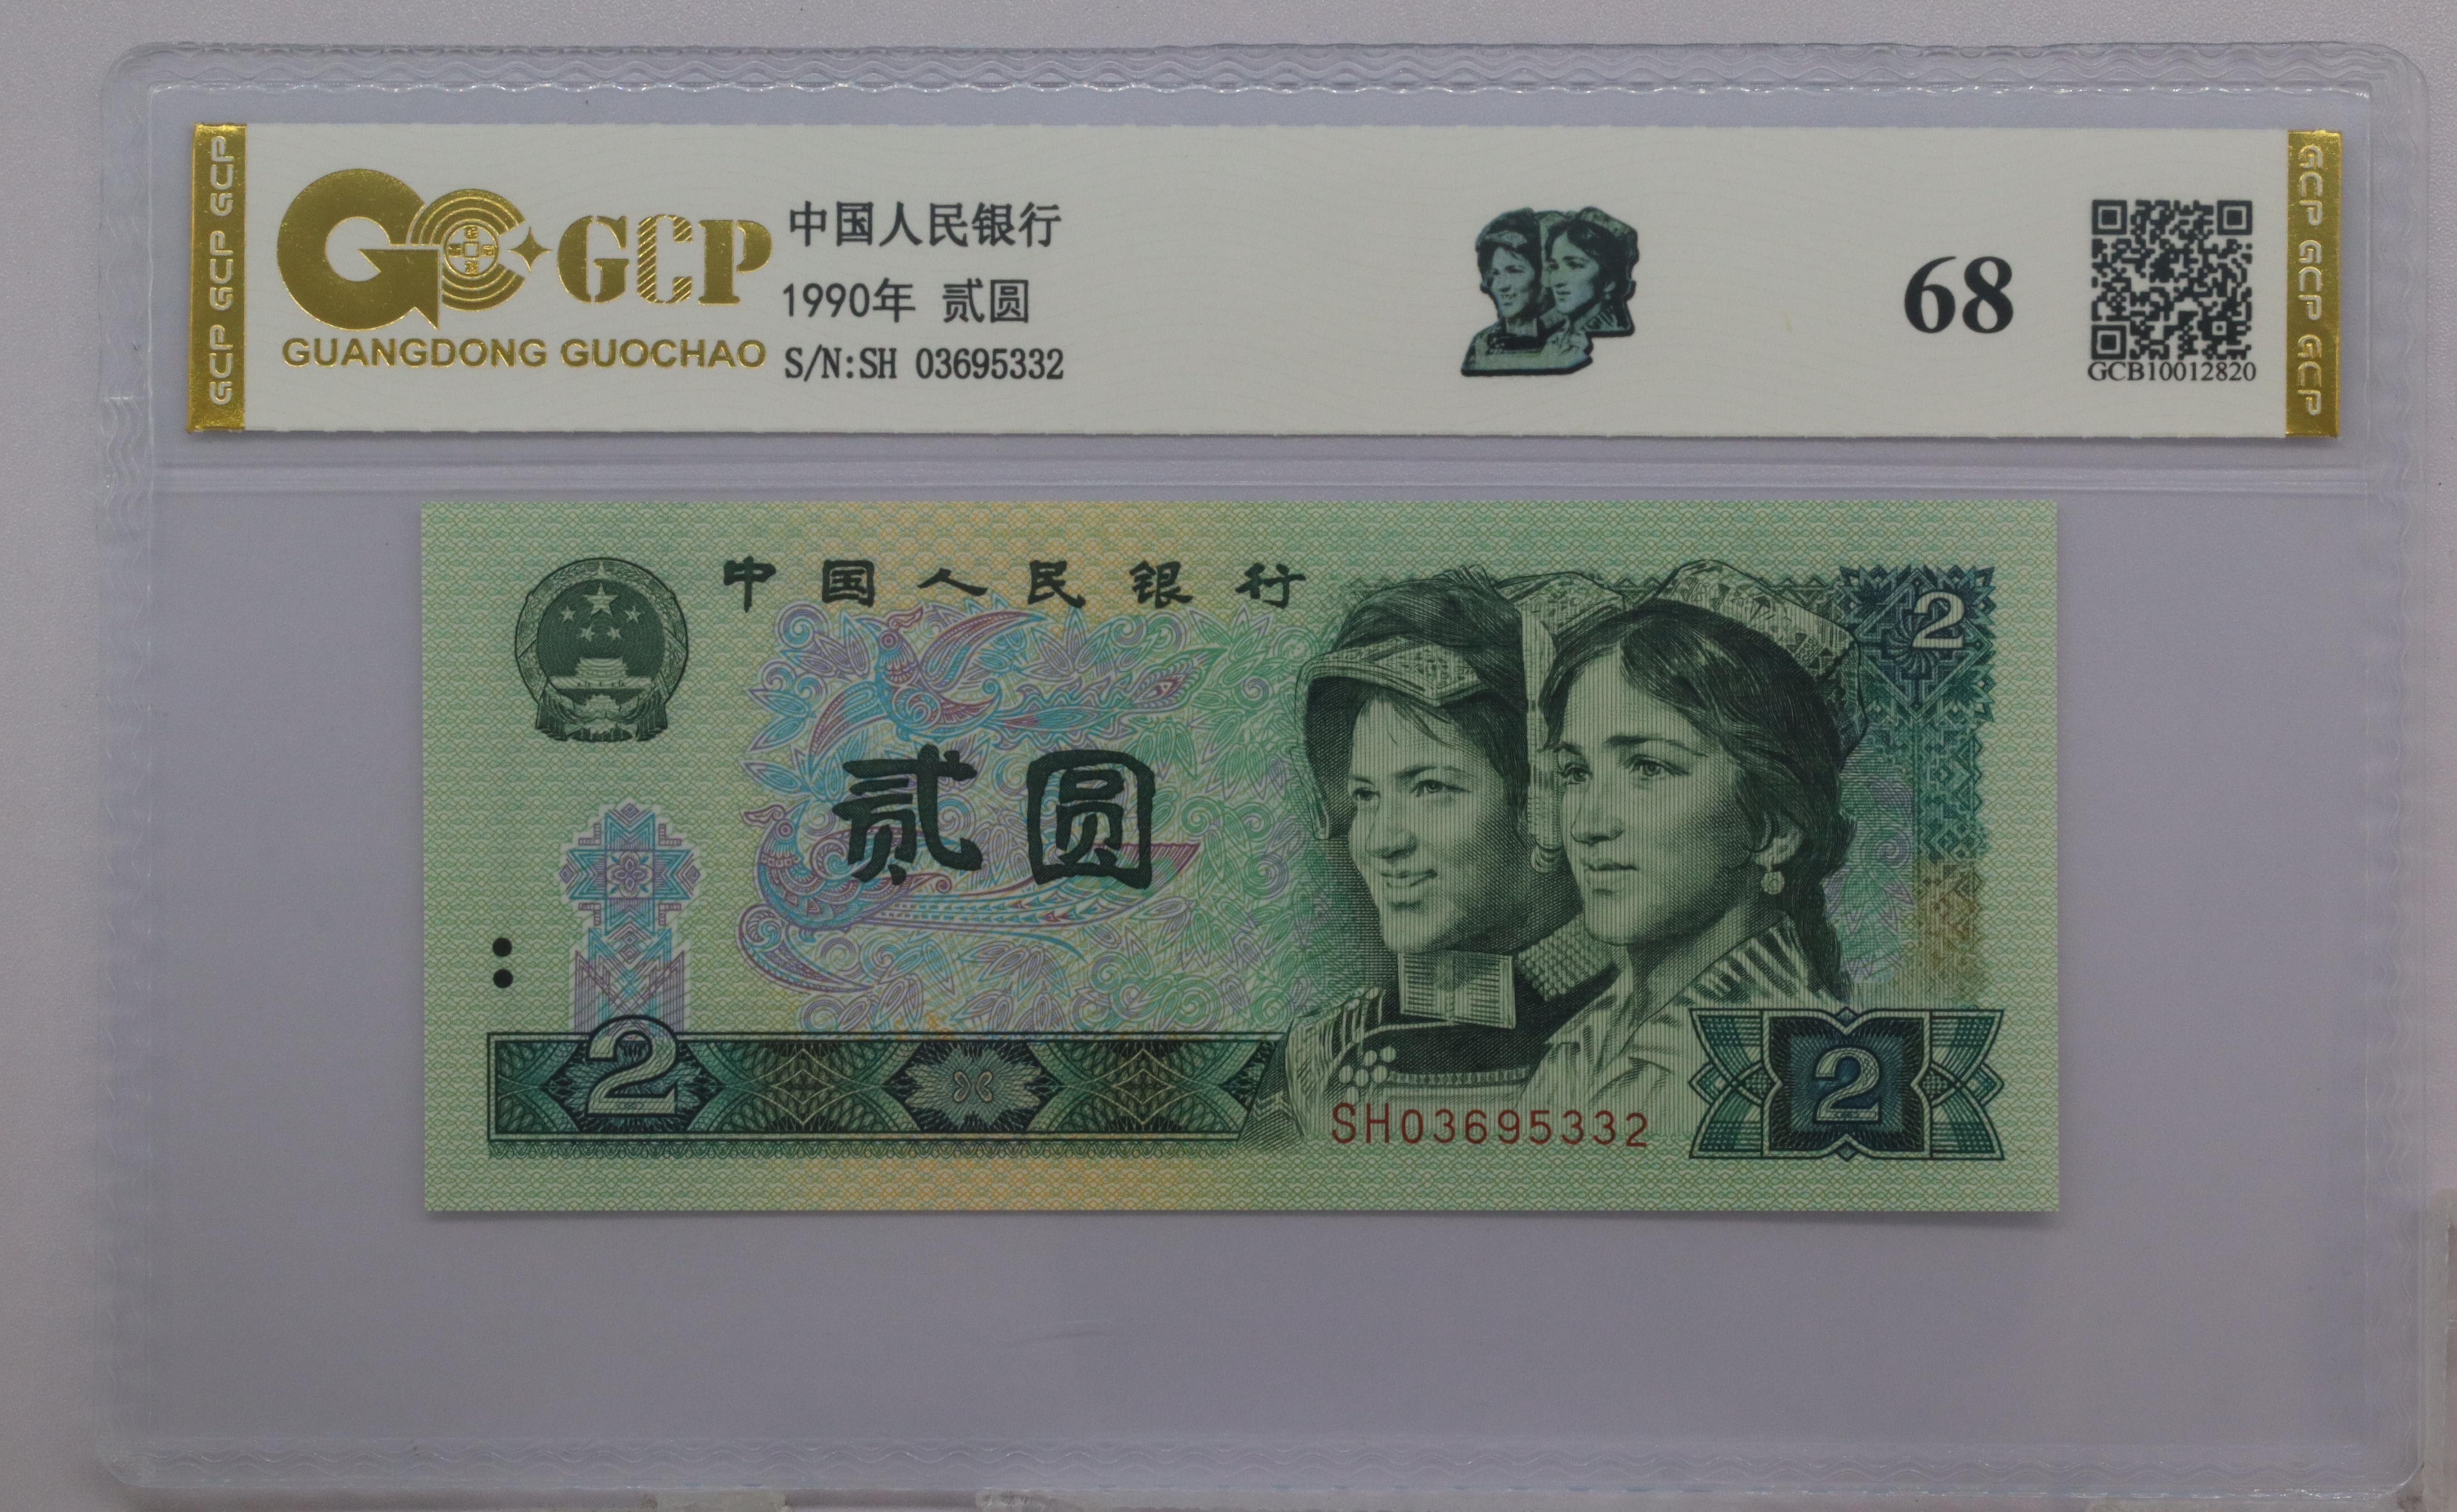 GCP GCP GCP
GCP
GUANGDONG GUOCHAO
中国人民银行
1990年 贰圆
S/N:SH 03695332
68
GCB10012820
GCP GCP GCP
中国人民银行
2
贰圆
2
SH03695332
2